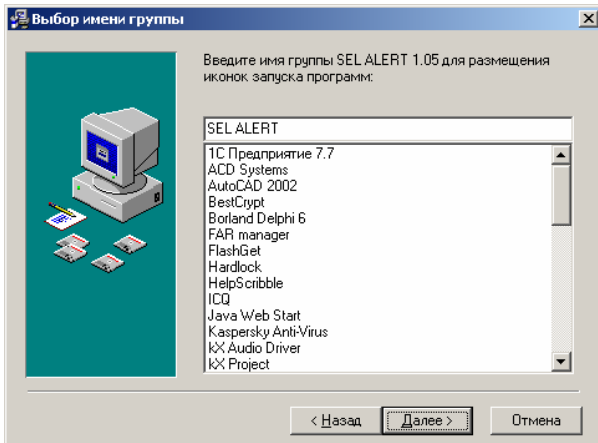 Выбор имени группы
Введите имя группы SEL ALERT 1.05 для размещения
иконок запуска программ:
SEL ALERT
1С Предприятие 7.7
ACD Systems
AutoCAD 2002
BestCrypt
Borland Delphi 6
FAR manager
FlashGet
Hardlock
HelpScribble
ICQ
Java Web Start
Kaspersky Anti-Virus
kX Audio Driver
kX Project
< Назад Далее > Отмена